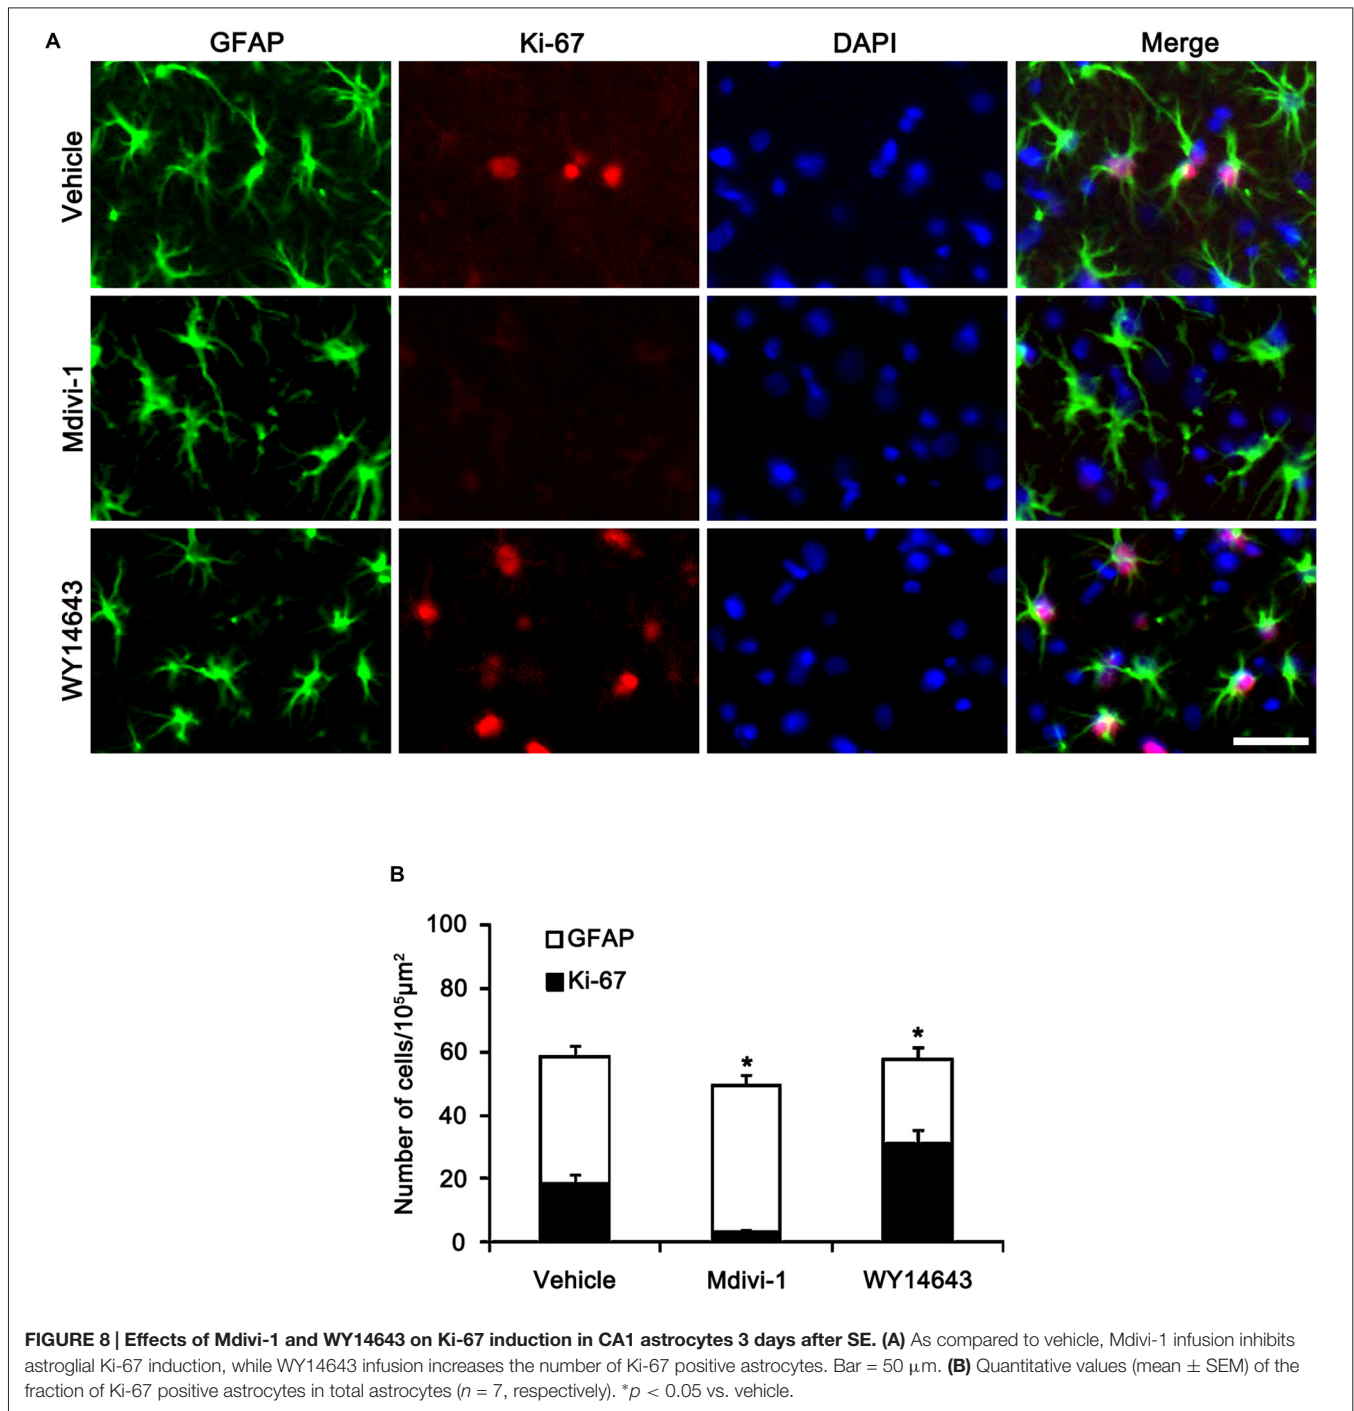 A
GFAP Ki-67 DAPI Merge
Vehicle
Mdivi-1
WY14643
B
Number of cells/10⁵μm²
100
80
60
40
20
0
GFAP
Ki-67
*
*
Vehicle Mdivi-1 WY14643
FIGURE 8 | Effects of Mdivi-1 and WY14643 on Ki-67 induction in CA1 astrocytes 3 days after SE. (A) As compared to vehicle, Mdivi-1 infusion inhibits
astroglial Ki-67 induction, while WY14643 infusion increases the number of Ki-67 positive astrocytes. Bar = 50 μm. (B) Quantitative values (mean ± SEM) of the
fraction of Ki-67 positive astrocytes in total astrocytes (n = 7, respectively). *p < 0.05 vs. vehicle.